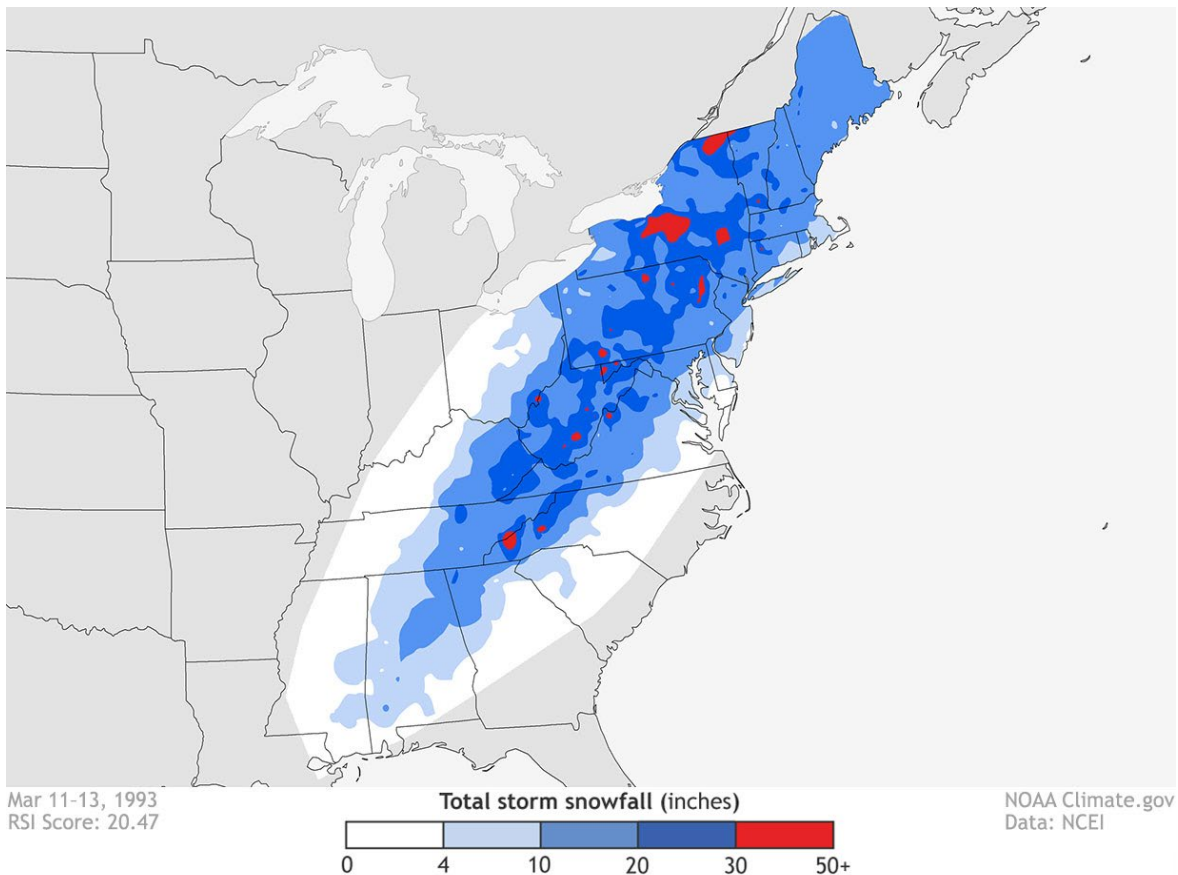 Mar 11-13, 1993
RSI Score: 20.47
Total storm snowfall (inches)
0 4 10 20 30 50+
NOAA Climate.gov
Data: NCEI